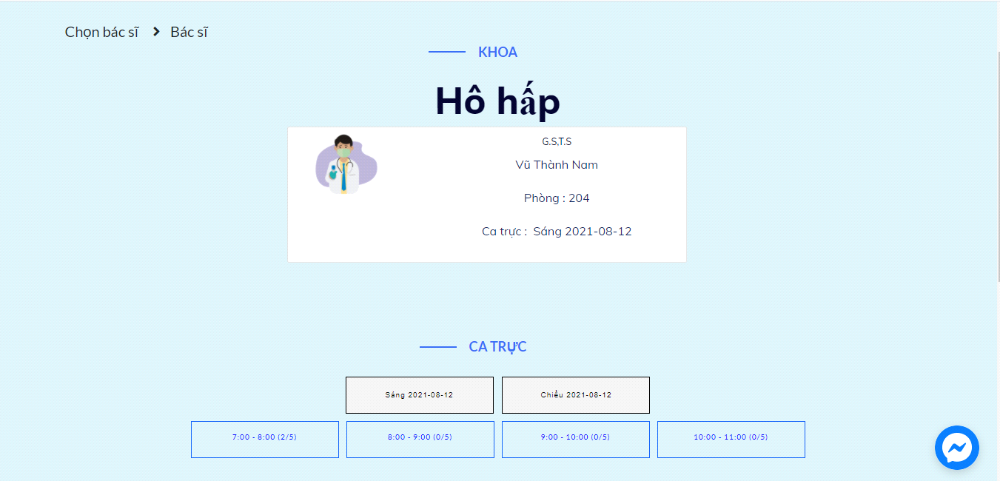 Chọn bác sĩ > Bác sĩ
KHOA
Hô hấp
G.S,T.S
Vũ Thành Nam
Phòng : 204
Ca trực : Sáng 2021-08-12
CA TRỰC
Sáng 2021-08-12 Chiều 2021-08-12
7:00 - 8:00 (2/5) 8:00 - 9:00 (0/5) 9:00 - 10:00 (0/5) 10:00 - 11:00 (0/5)